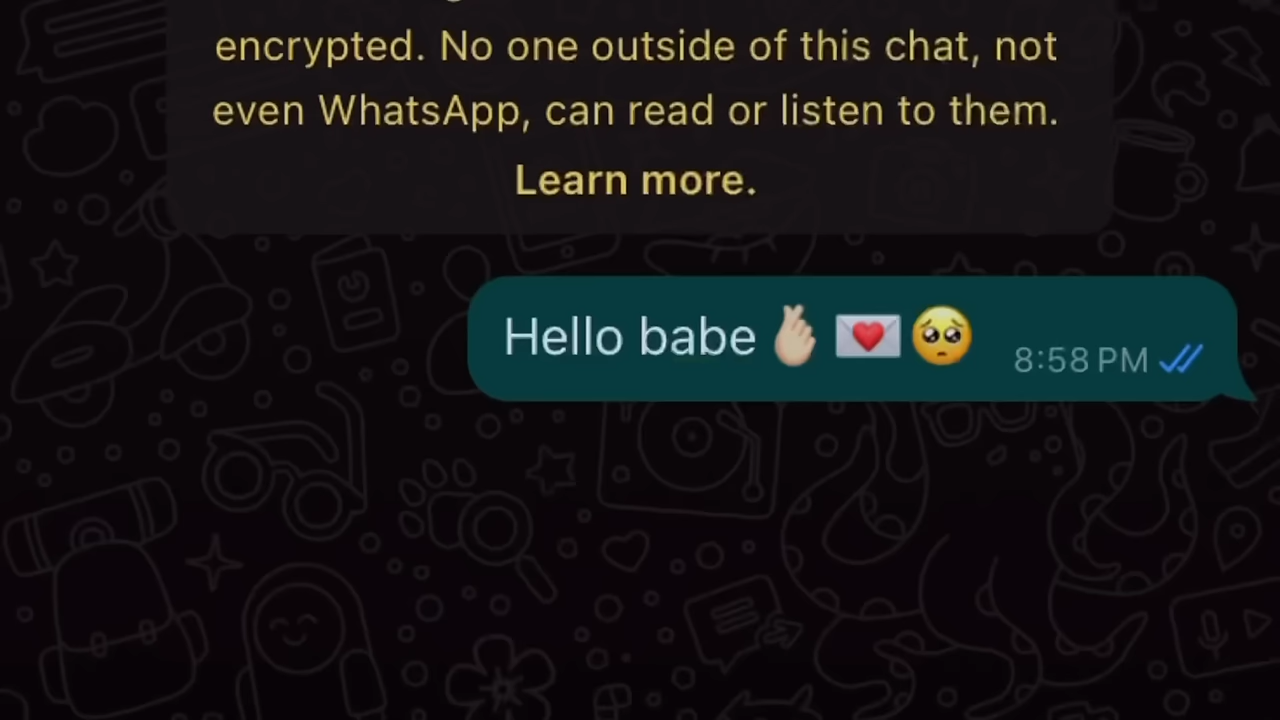 encrypted. No one outside of this chat, not
even WhatsApp, can read or listen to them.
Learn more.
Hello babe 🫰🏼 💌 🥺 8:58 PM